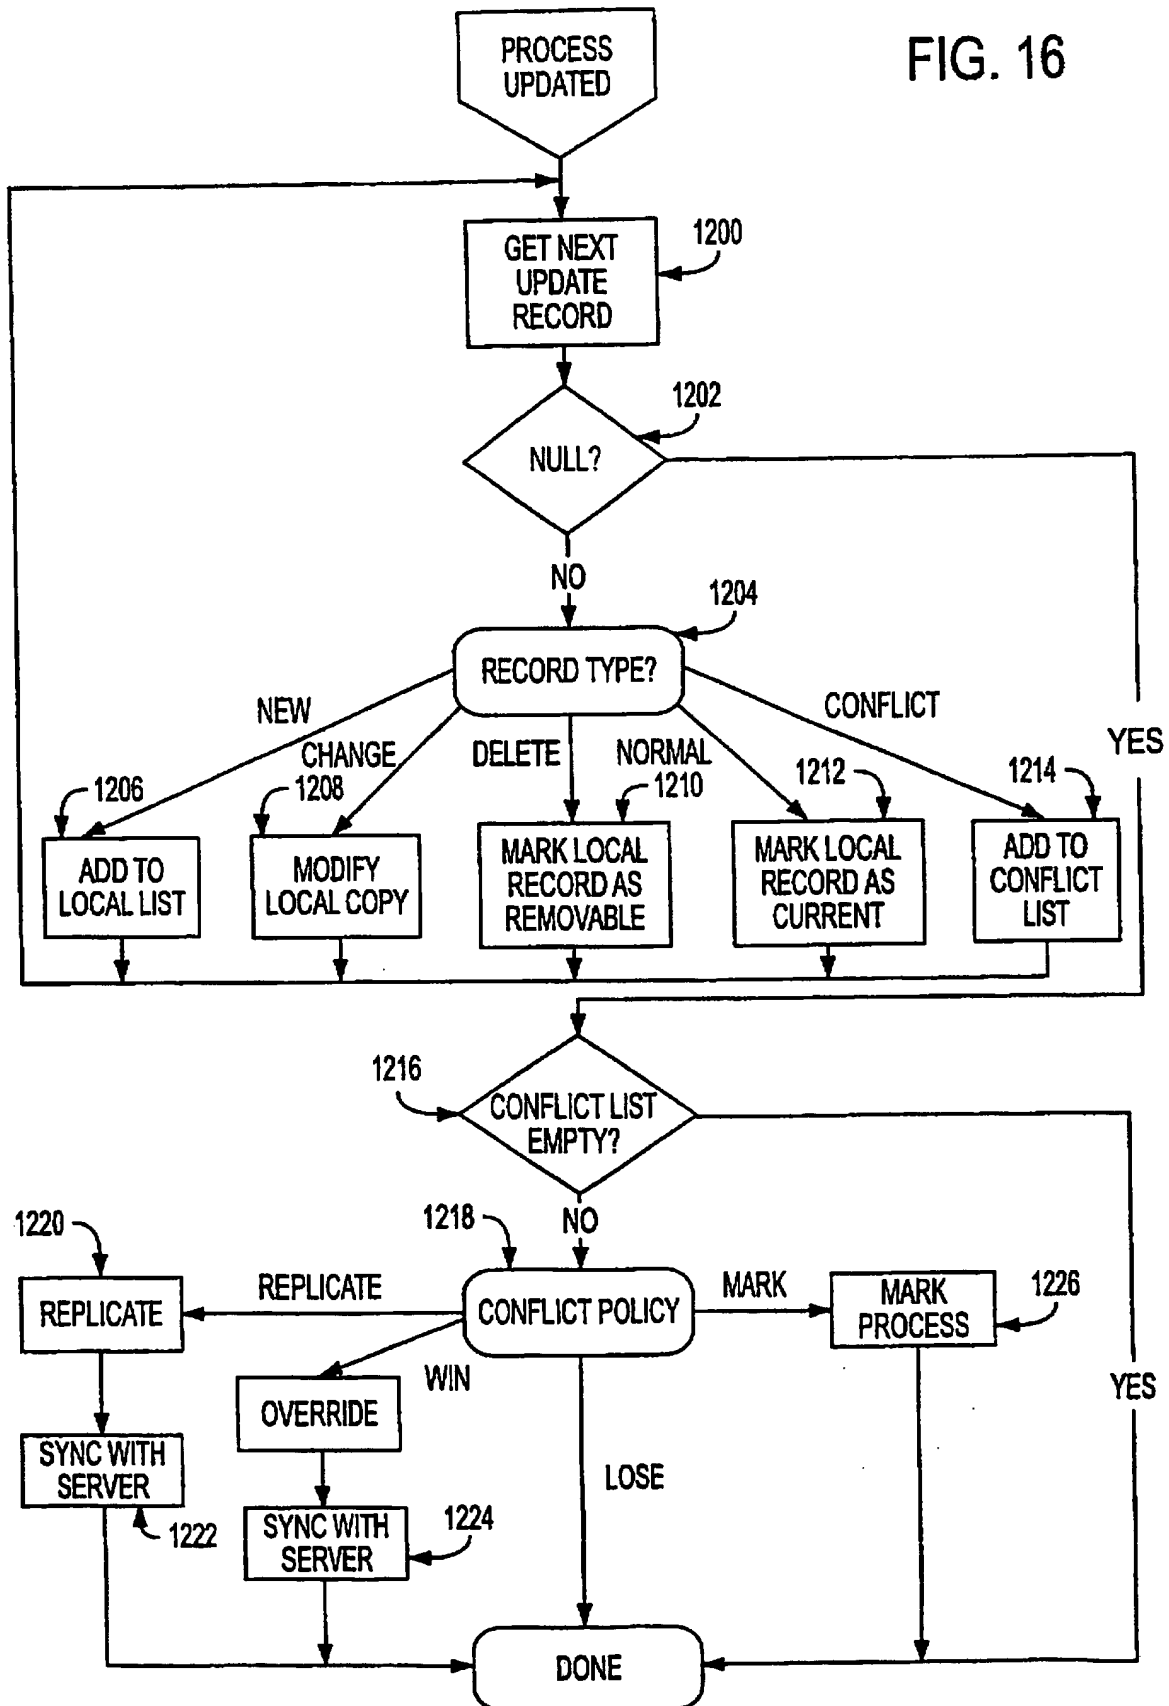 PROCESS
UPDATED
FIG. 16
GET NEXT
UPDATE
RECORD
1200
1202
NULL?
NO
1204
RECORD TYPE?
NEW
CHANGE
DELETE
NORMAL
CONFLICT
YES
1206
1208
1210
1212
1214
ADD TO
LOCAL LIST
MODIFY
LOCAL COPY
MARK LOCAL
RECORD AS
REMOVABLE
MARK LOCAL
RECORD AS
CURRENT
ADD TO
CONFLICT
LIST
1216
CONFLICT LIST
EMPTY?
NO
1218
1220
REPLICATE
REPLICATE
CONFLICT POLICY
MARK
MARK
PROCESS
1226
WIN
OVERRIDE
YES
SYNC WITH
SERVER
1222
LOSE
SYNC WITH
SERVER
1224
DONE